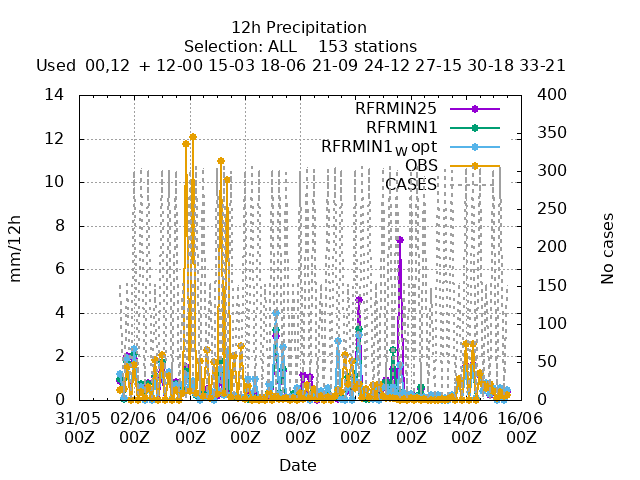 12h Precipitation
Selection: ALL 153 stations
Used 00,12 + 12-00 15-03 18-06 21-09 24-12 27-15 30-18 33-21
RFRMIN25
RFRMIN1
RFRMIN1w opt
OBS
CASES
mm/12h
14
12
10
8
6
4
2
0
No cases
400
350
300
250
200
150
100
50
0
31/05 02/06 04/06 06/06 08/06 10/06 12/06 14/06 16/06
00Z 00Z 00Z 00Z 00Z 00Z 00Z 00Z 00Z
Date